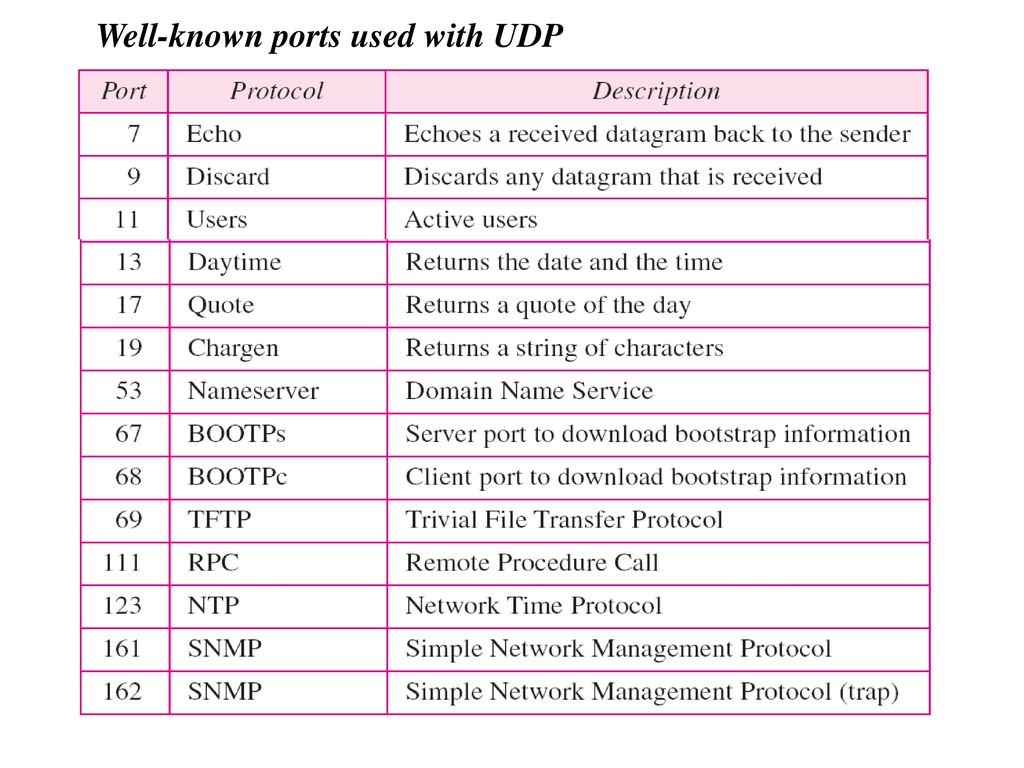 Well-known ports used with UDP
Port Protocol Description
7 Echo Echoes a received datagram back to the sender
9 Discard Discards any datagram that is received
11 Users Active users
13 Daytime Returns the date and the time
17 Quote Returns a quote of the day
19 Chargen Returns a string of characters
53 Nameserver Domain Name Service
67 BOOTPs Server port to download bootstrap information
68 BOOTPc Client port to download bootstrap information
69 TFTP Trivial File Transfer Protocol
111 RPC Remote Procedure Call
123 NTP Network Time Protocol
161 SNMP Simple Network Management Protocol
162 SNMP Simple Network Management Protocol (trap)